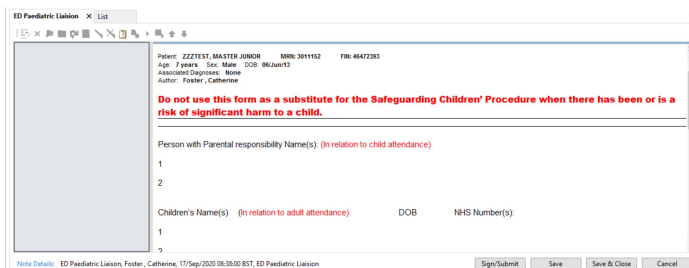 ED Paediatric Liaision X List
Patient: ZZZTEST, MASTER JUNIOR MRN: 3011152 FIN: 46472393
Age: 7 years Sex: Male DOB: 06/Jun/13
Associated Diagnoses: None
Author: Foster , Catherine
Do not use this form as a substitute for the Safeguarding Children' Procedure when there has been or is a
risk of significant harm to a child.
Person with Parental responsibility Name(s): (In relation to child attendance)
1
2
Children's Name(s) (In relation to adult attendance) DOB NHS Number(s):
1
2
Note Details: ED Paediatric Liaison, Foster , Catherine, 17/Sep/2020 08:38:00 BST, ED Paediatric Liaision
Sign/Submit Save Save & Close Cancel